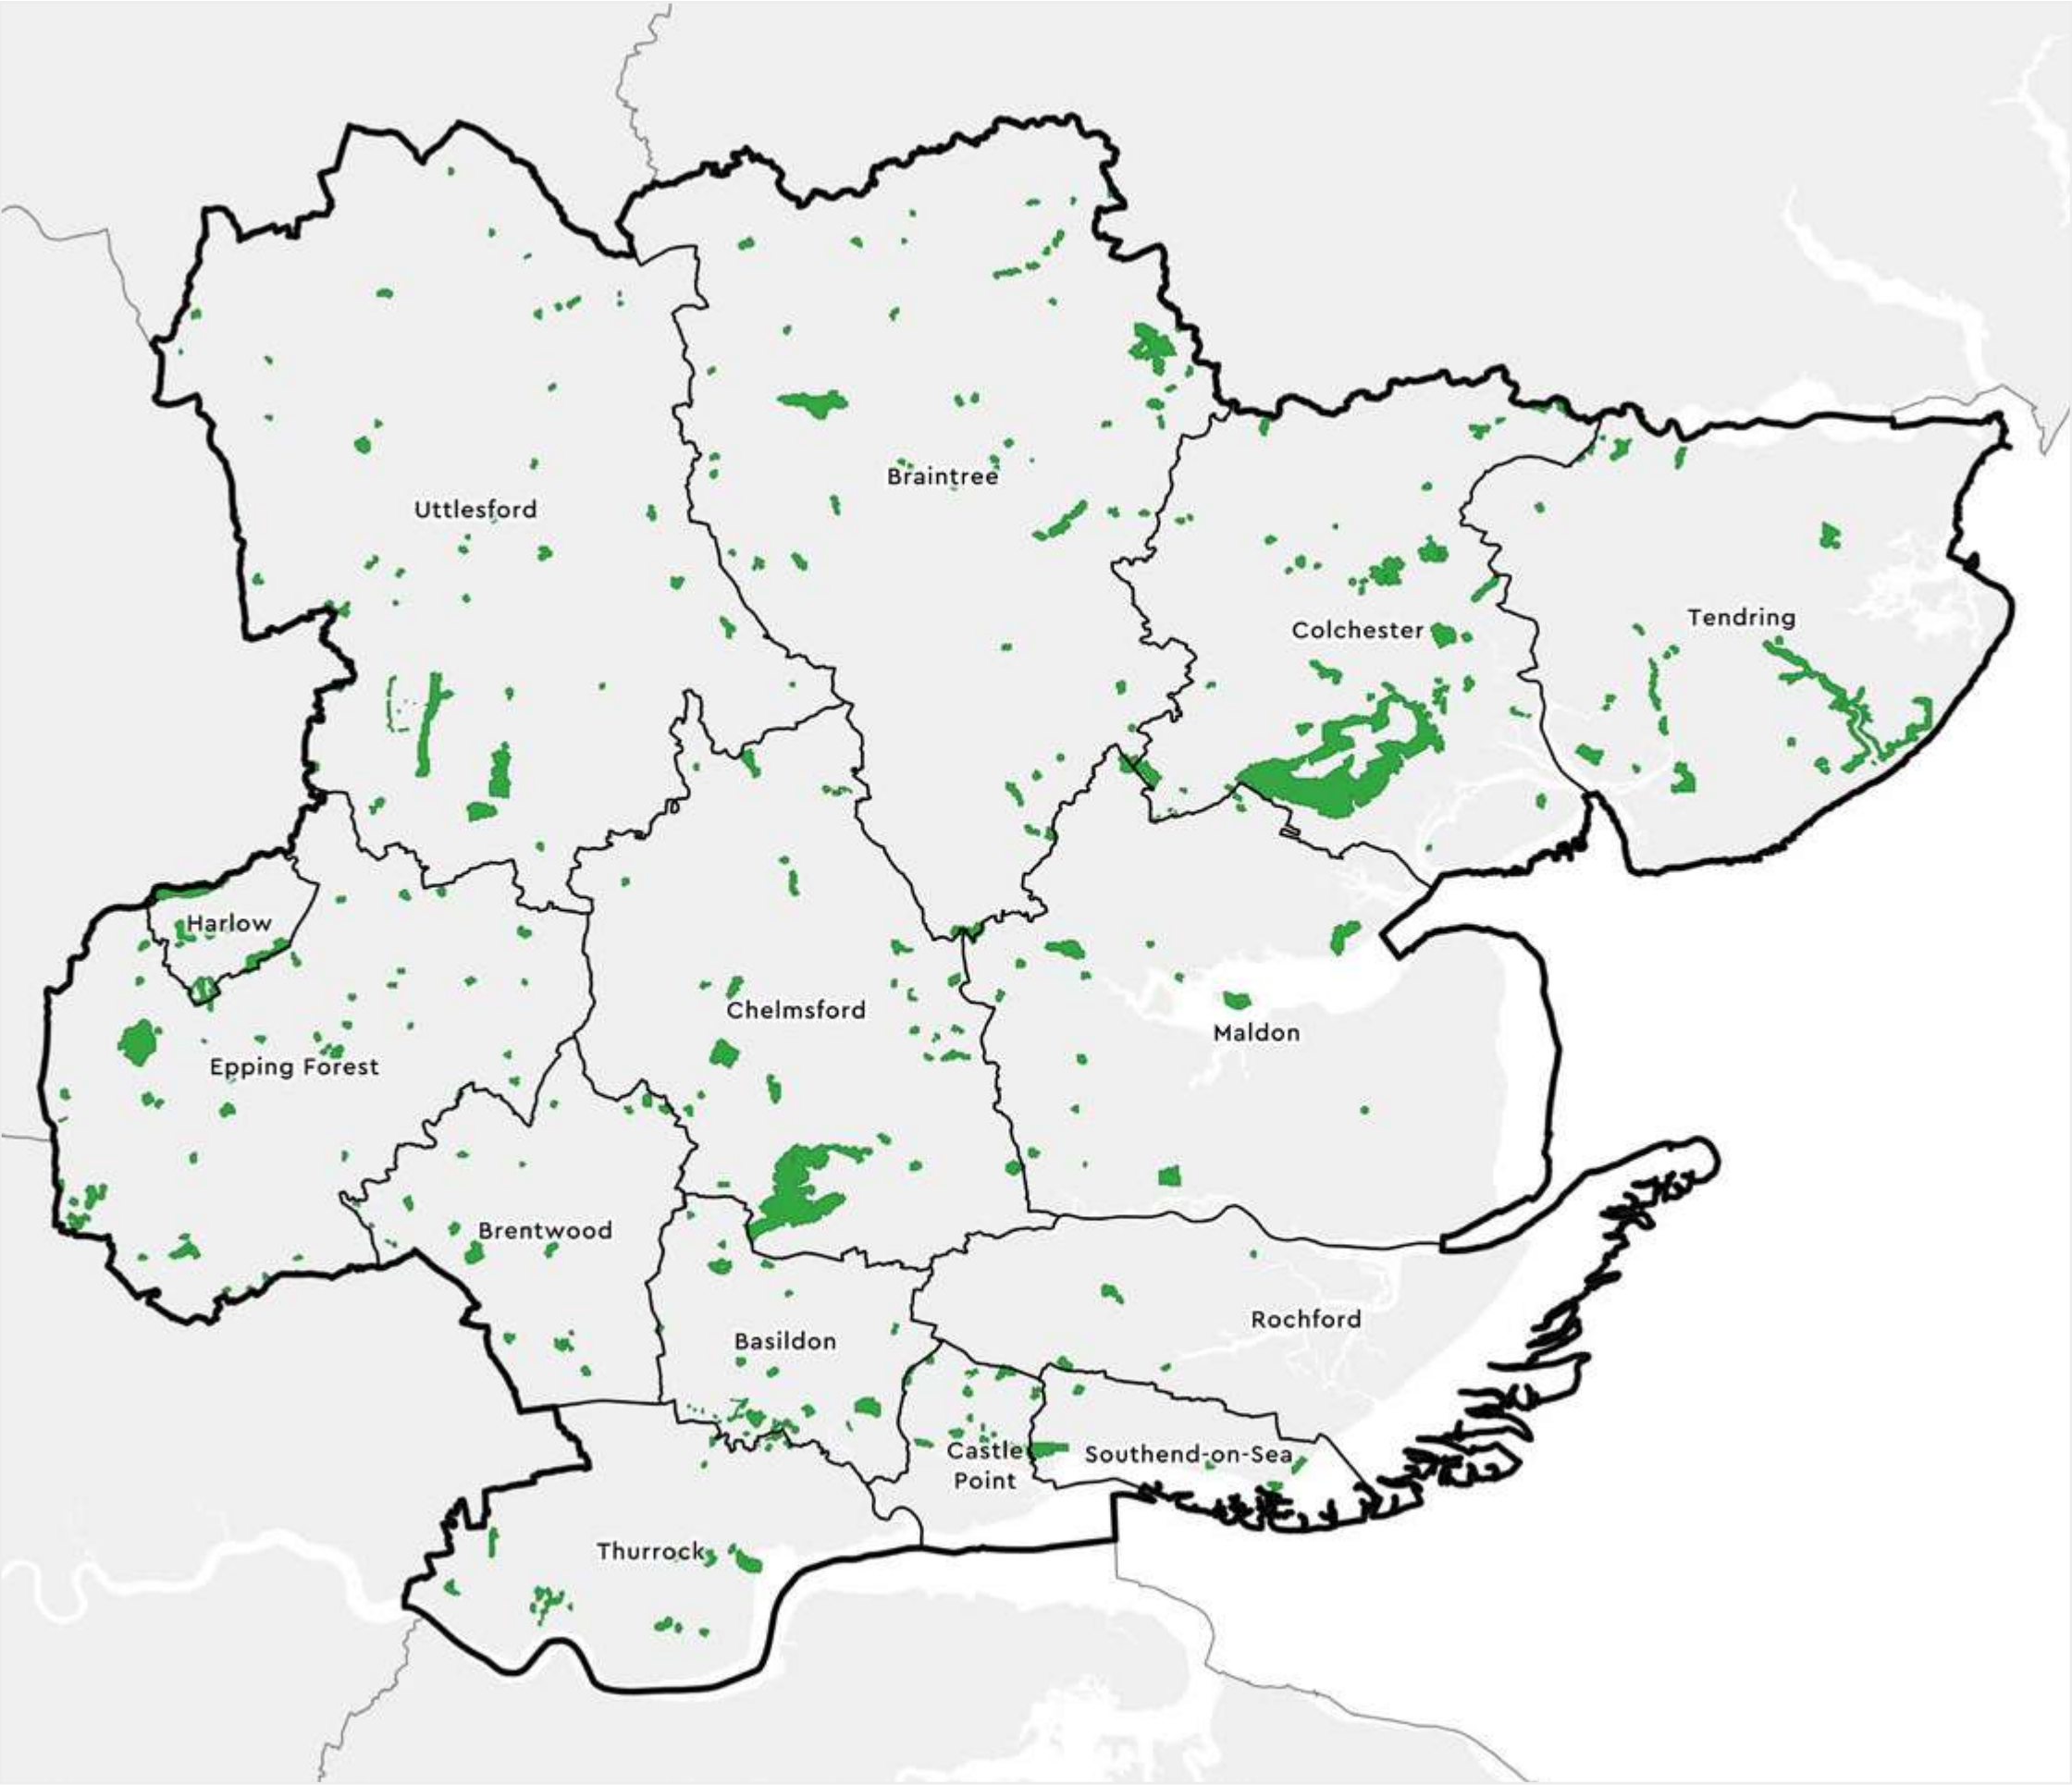 Braintree
Uttlesford
Tendring
Colchester
Harlow
Chelmsford
Maldon
Epping Forest
Brentwood
Rochford
Basildon
Castle
Point
Southend-on-Sea
Thurrock